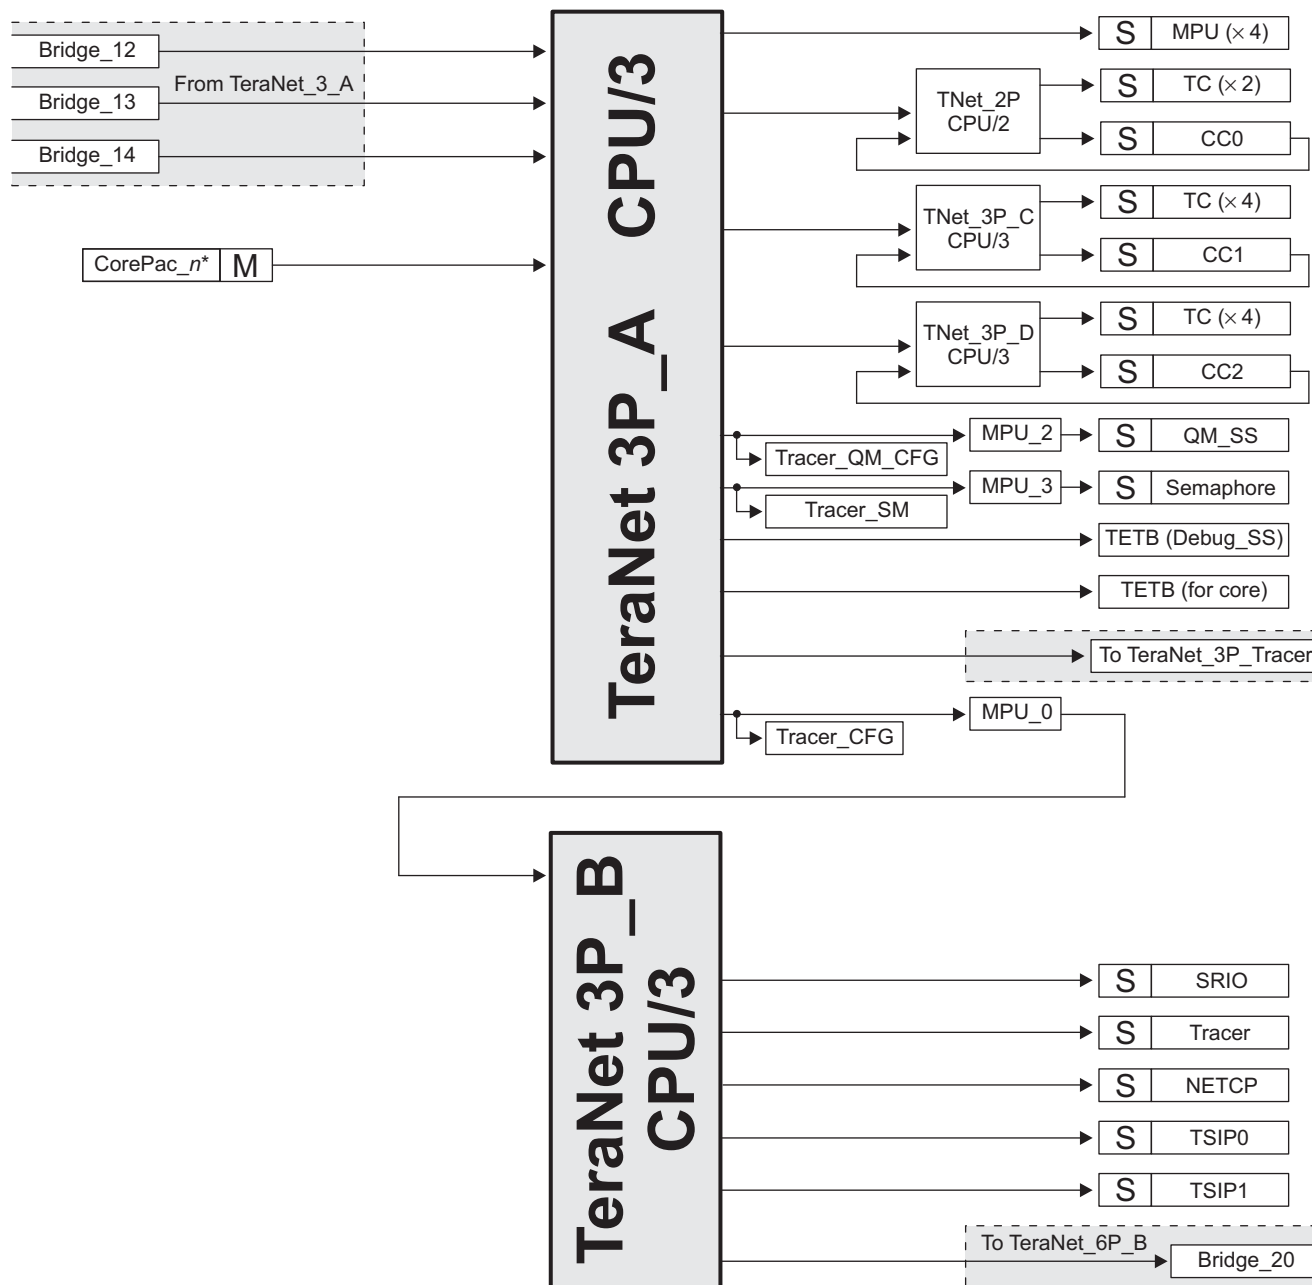 Bridge_12
From TeraNet_3_A
Bridge_13
Bridge_14
CorePac_n*
M
TeraNet 3P_A CPU/3
S
MPU (× 4)
TNet_2P
CPU/2
S
TC (× 2)
S
CC0
TNet_3P_C
CPU/3
S
TC (× 4)
S
CC1
TNet_3P_D
CPU/3
S
TC (× 4)
S
CC2
MPU_2
S
QM_SS
Tracer_QM_CFG
MPU_3
S
Semaphore
Tracer_SM
TETB (Debug_SS)
TETB (for core)
To TeraNet_3P_Tracer
MPU_0
Tracer_CFG
TeraNet 3P_B
CPU/3
S
SRIO
S
Tracer
S
NETCP
S
TSIP0
S
TSIP1
To TeraNet_6P_B
Bridge_20